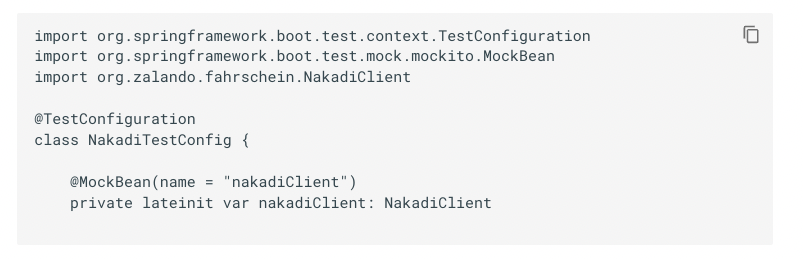 import org.springframework.boot.test.context.TestConfiguration
import org.springframework.boot.test.mock.mockito.MockBean
import org.zalando.fahrschein.NakadiClient
@TestConfiguration
class NakadiTestConfig {
@MockBean(name = "nakadiClient")
private lateinit var nakadiClient: NakadiClient